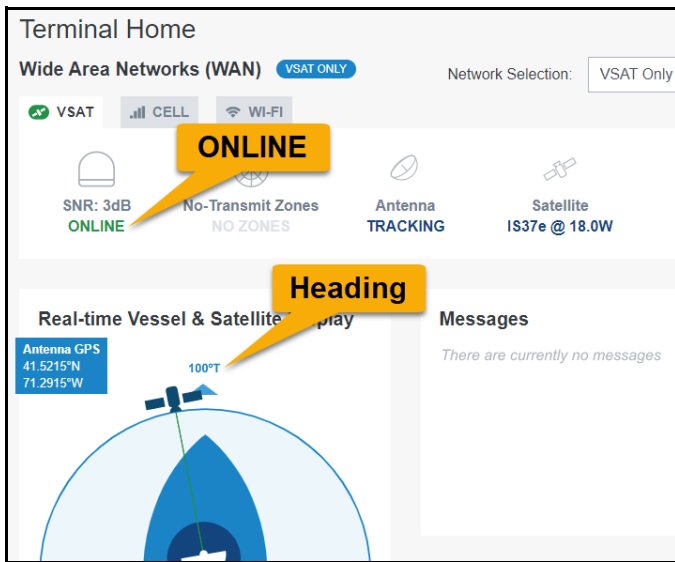 Terminal Home
Wide Area Networks (WAN) VSAT ONLY Network Selection: VSAT Only
VSAT CELL WI-FI
ONLINE
SNR: 3dB No-Transmit Zones Antenna Satellite
ONLINE NO ZONES TRACKING IS37e @ 18.0W
Heading
Real-time Vessel & Satellite play Messages
Antenna GPS
41.5215°N
71.2915°W
100°T
There are currently no messages